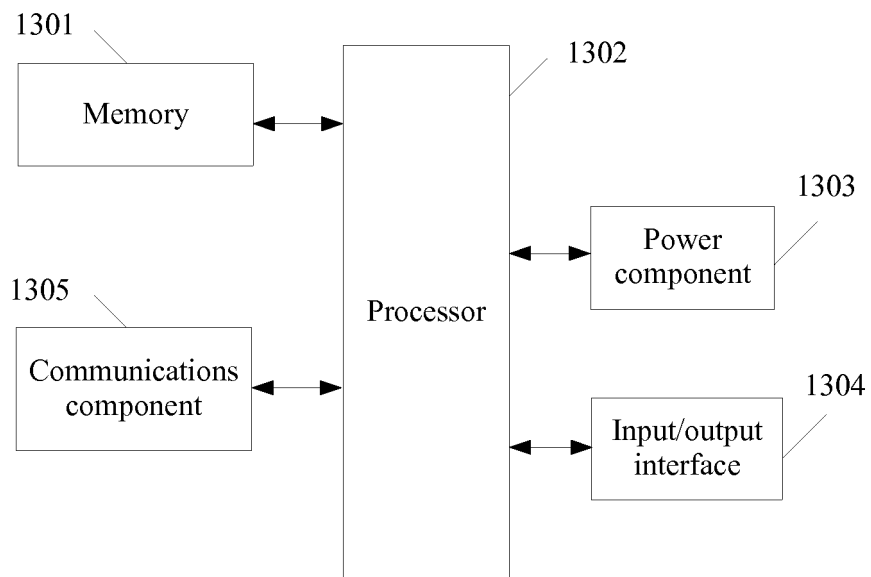 1301
1302
Memory
1303
Power
component
1305
Processor
Communications
component
1304
Input/output
interface